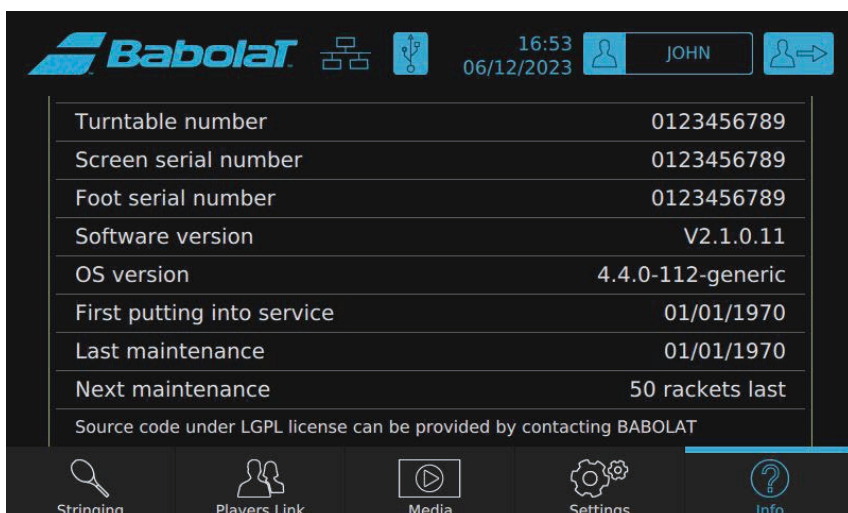 BabolaT
16:53
06/12/2023
JOHN
Turntable number 0123456789
Screen serial number 0123456789
Foot serial number 0123456789
Software version V2.1.0.11
OS version 4.4.0-112-generic
First putting into service 01/01/1970
Last maintenance 01/01/1970
Next maintenance 50 rackets last
Source code under LGPL license can be provided by contacting BABOLAT
Stringing Players Link Media Settings Info